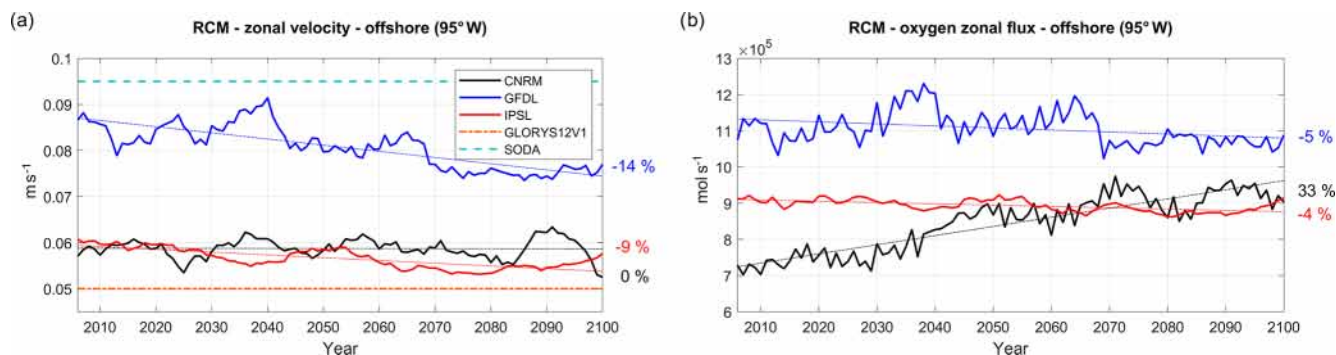 (a)
RCM - zonal velocity - offshore (95° W)
0.1
0.09
0.08
0.07
0.06
0.05
m s⁻¹
CNRM
GFDL
IPSL
GLORYS12V1
SODA
-14 %
-9 %
0 %
2010 2020 2030 2040 2050 2060 2070 2080 2090 2100
Year
(b)
RCM - oxygen zonal flux - offshore (95° W)
×10⁵
13
12
11
10
9
8
7
6
mol s⁻¹
-5 %
33 %
-4 %
2010 2020 2030 2040 2050 2060 2070 2080 2090 2100
Year